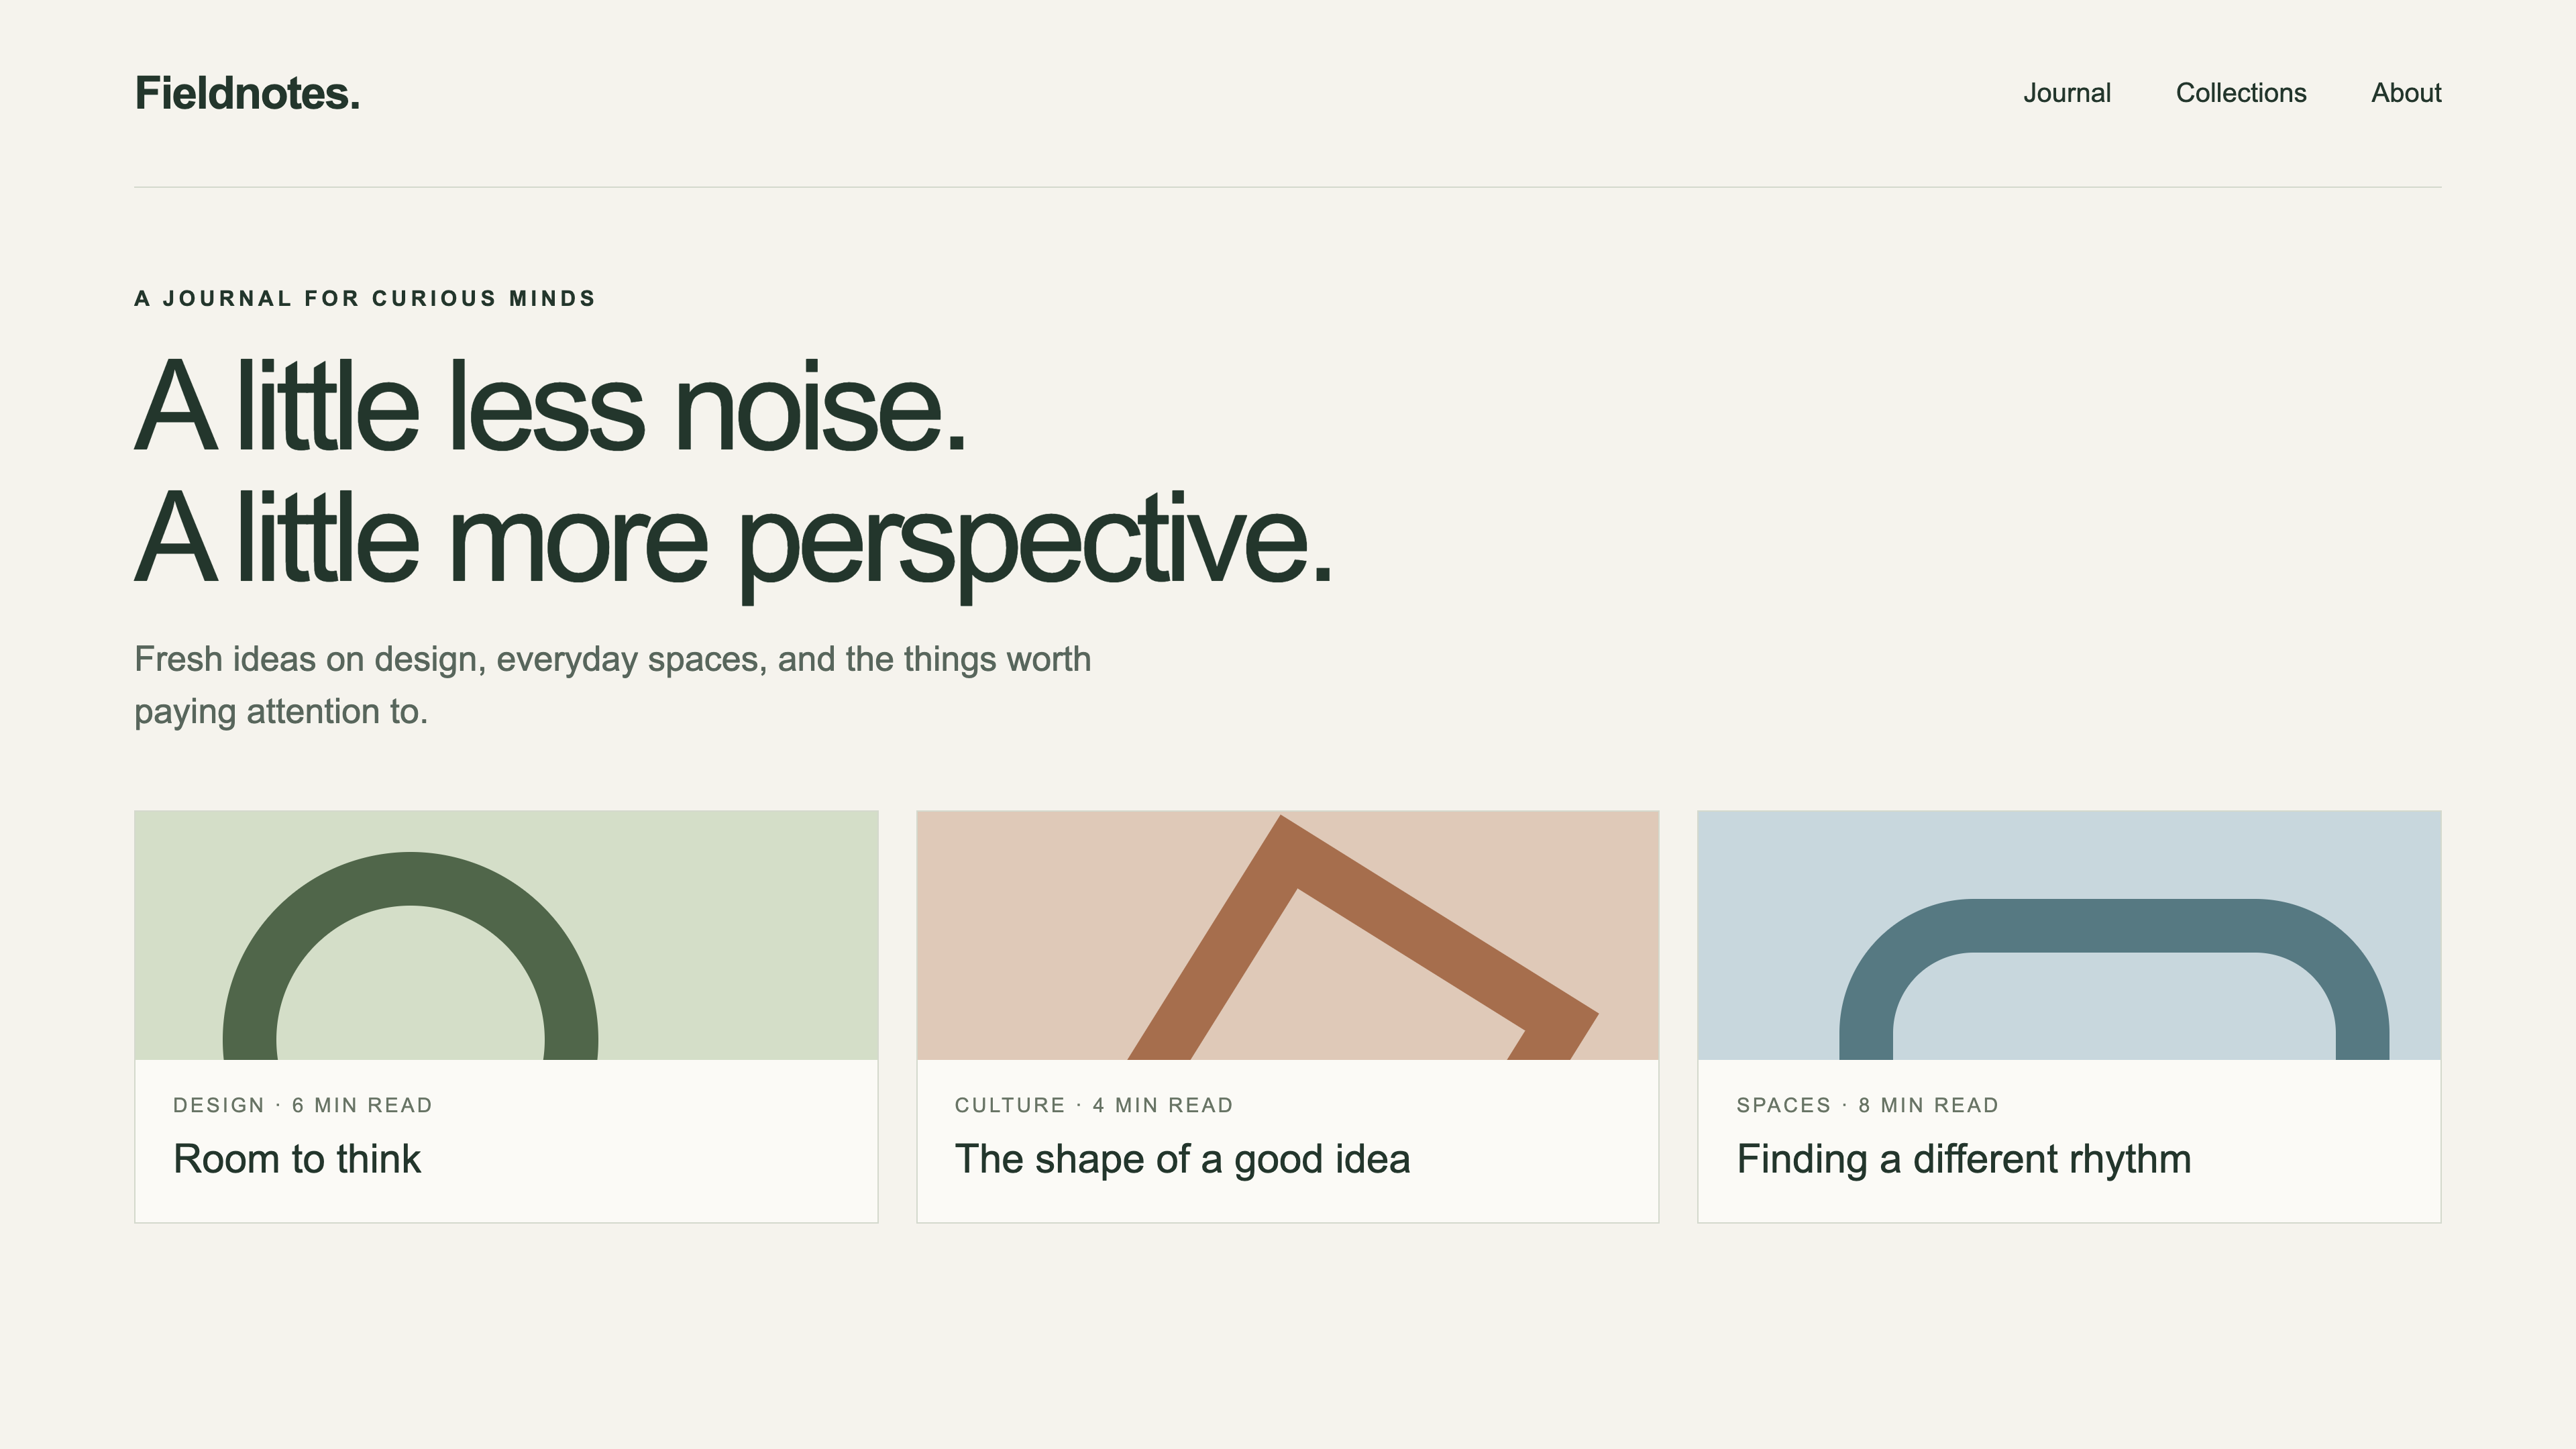 Fieldnotes.
Journal
Collections
About
A JOURNAL FOR CURIOUS MINDS
A little less noise.
A little more perspective.
Fresh ideas on design, everyday spaces, and the things worth
paying attention to.
DESIGN · 6 MIN READ
Room to think
CULTURE · 4 MIN READ
The shape of a good idea
SPACES · 8 MIN READ
Finding a different rhythm